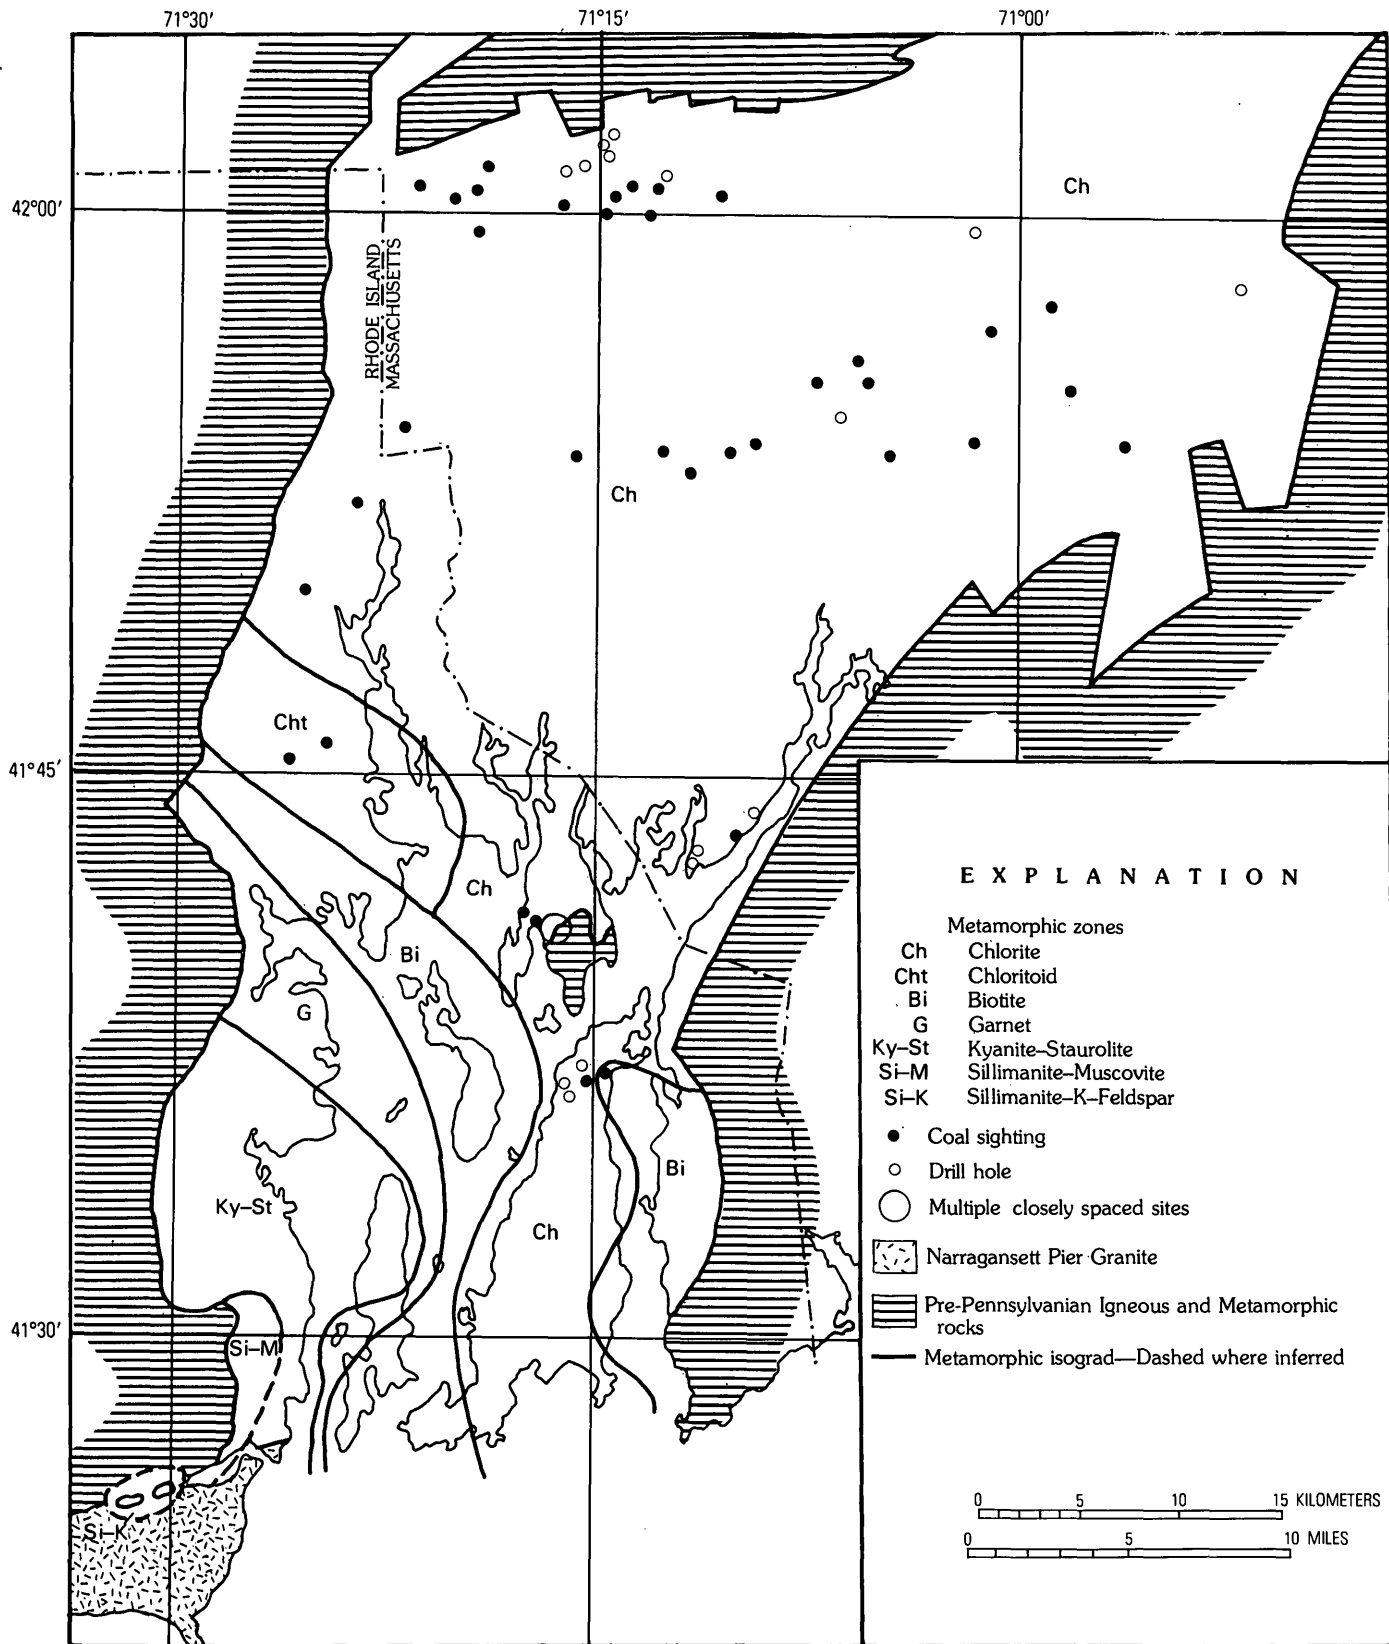 71°30′ 71°15′ 71°00′
Ch
42°00′
RHODE ISLAND
MASSACHUSETTS
Ch
Cht
41°45′
Ch
Bi
G
Ky–St
Bi
Ch
41°30′
Si–M
Si–K
EXPLANATION
Metamorphic zones
Ch Chlorite
Cht Chloritoid
Bi Biotite
G Garnet
Ky–St Kyanite–Staurolite
Si–M Sillimanite–Muscovite
Si–K Sillimanite–K–Feldspar
Coal sighting
Drill hole
Multiple closely spaced sites
Narragansett Pier Granite
Pre-Pennsylvanian Igneous and Metamorphic
rocks
Metamorphic isograd—Dashed where inferred
0 5 10 15 KILOMETERS
0 5 10 MILES